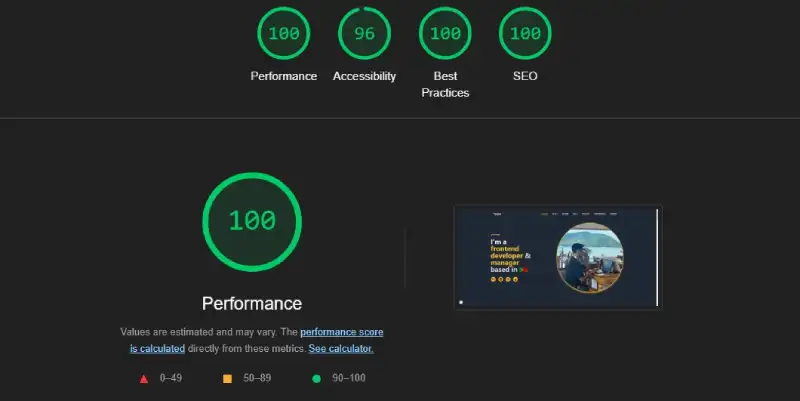 100
96
100
100
Performance
Accessibility
Best
Practices
SEO
100
Performance
Values are estimated and may vary. The performance score
is calculated directly from these metrics. See calculator.
0–49
50–89
90–100
I'm a
frontend
developer &
manager
based in